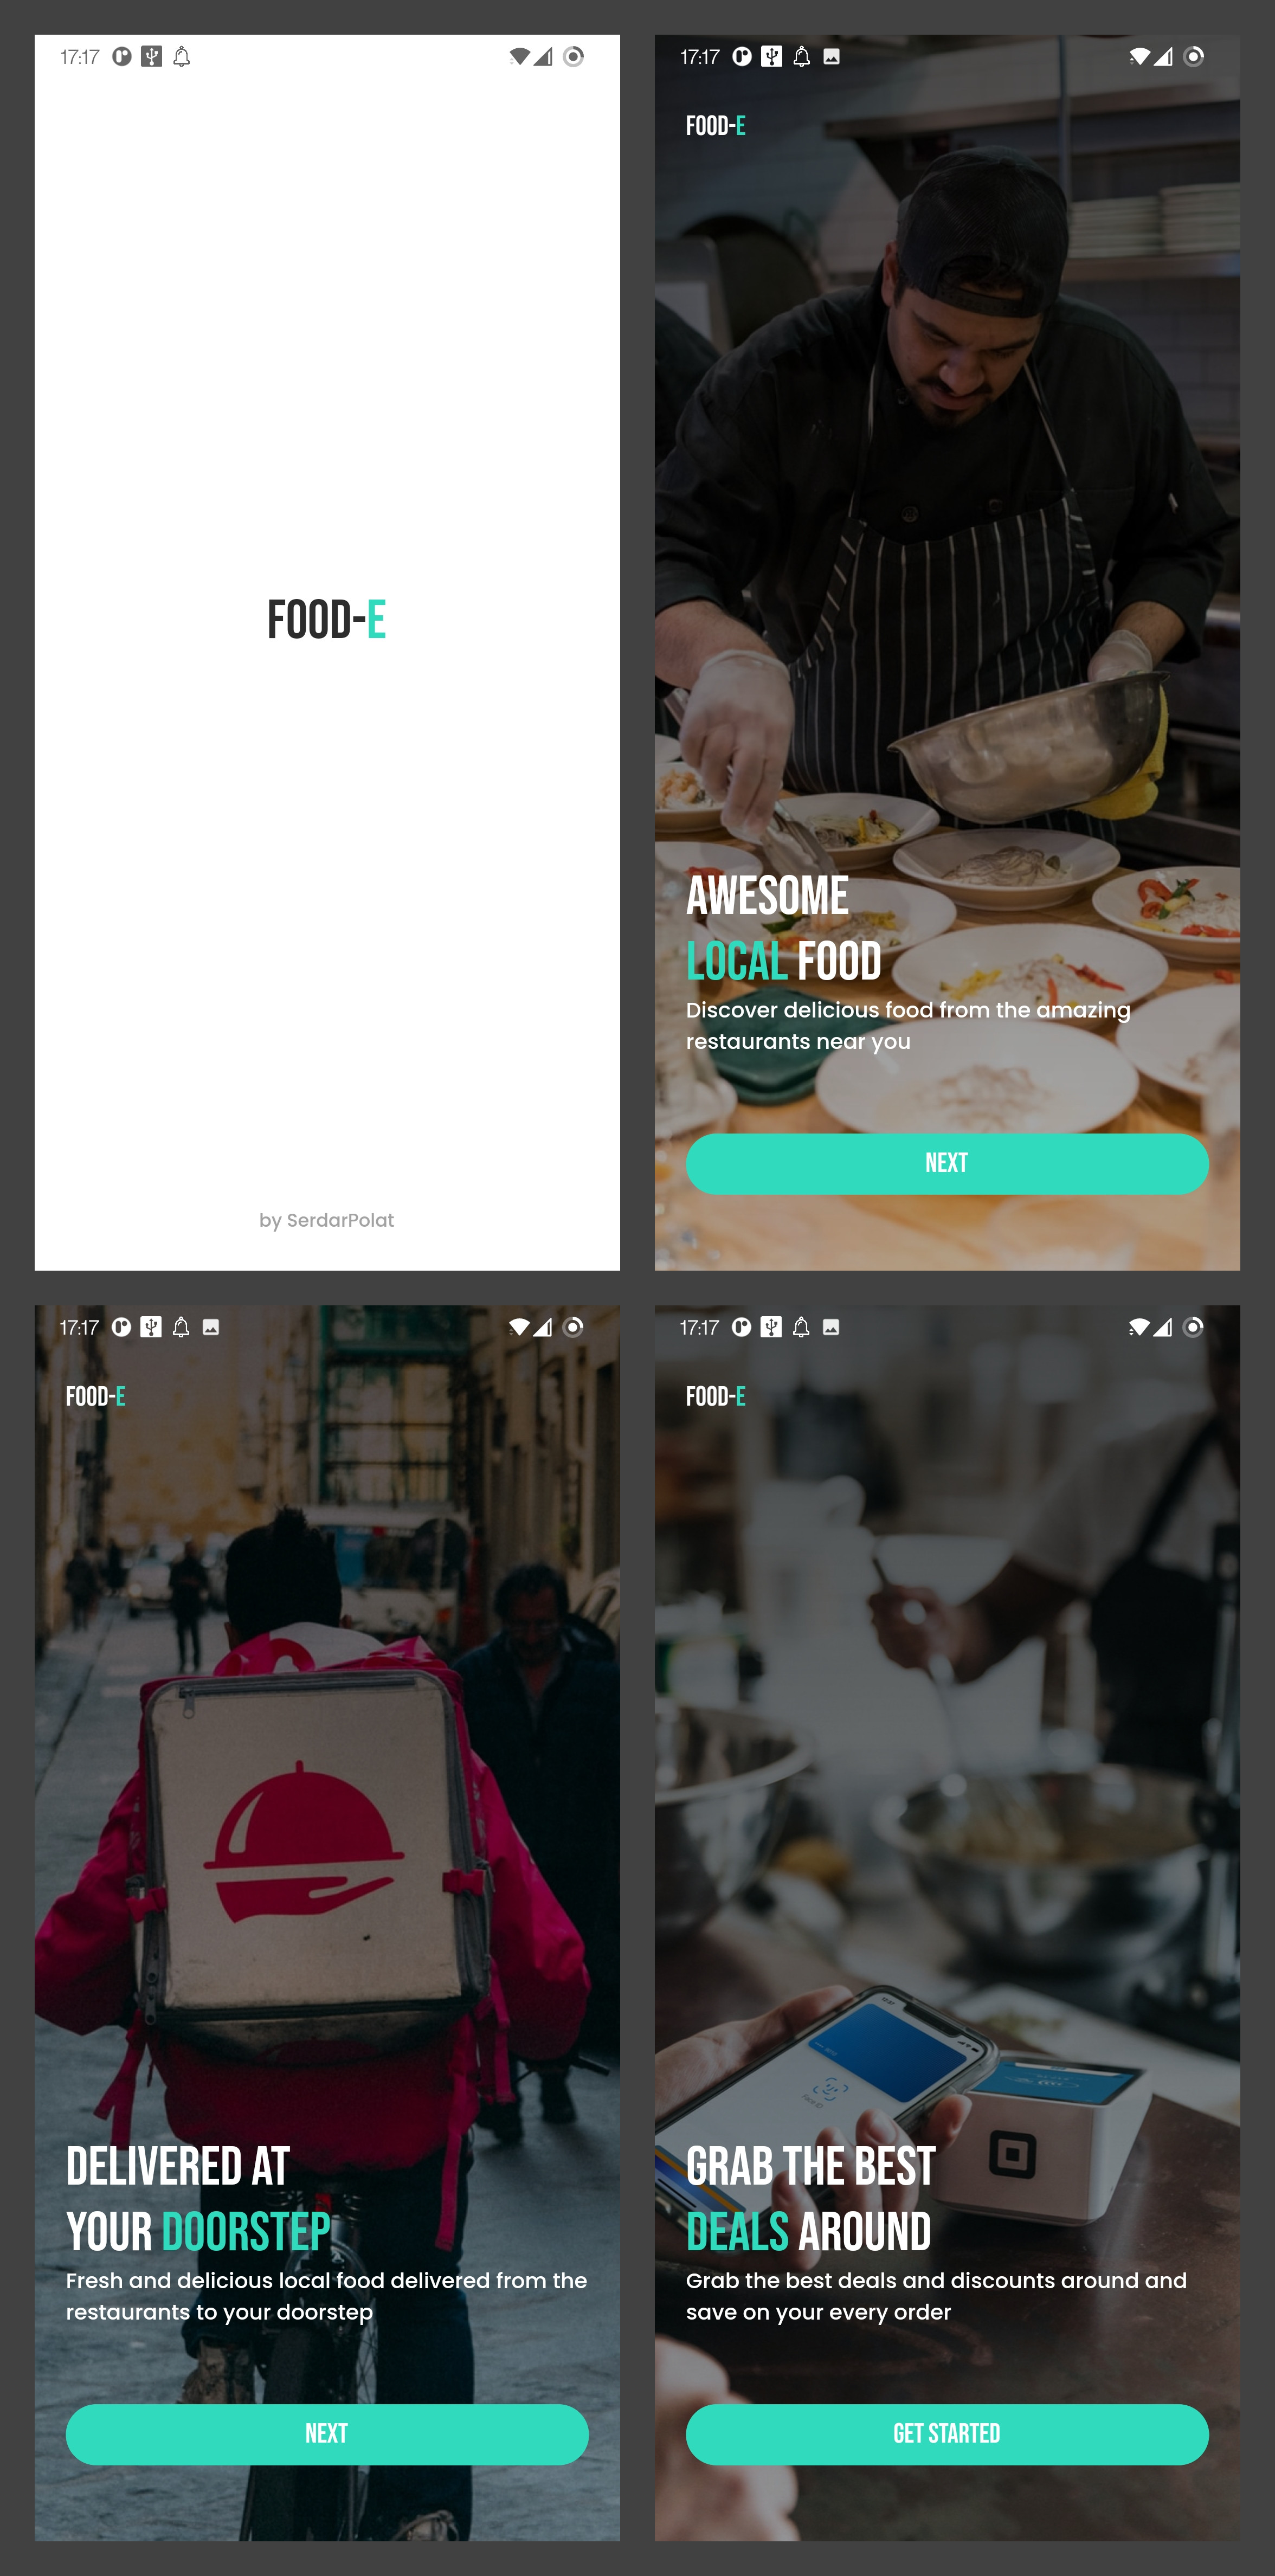 17:17
FOOD-E
by SerdarPolat
17:17
FOOD-E
AWESOME
LOCAL FOOD
Discover delicious food from the amazing
restaurants near you
NEXT
17:17
FOOD-E
DELIVERED AT
YOUR DOORSTEP
Fresh and delicious local food delivered from the
restaurants to your doorstep
NEXT
17:17
FOOD-E
Face ID
GRAB THE BEST
DEALS AROUND
Grab the best deals and discounts around and
save on your every order
GET STARTED